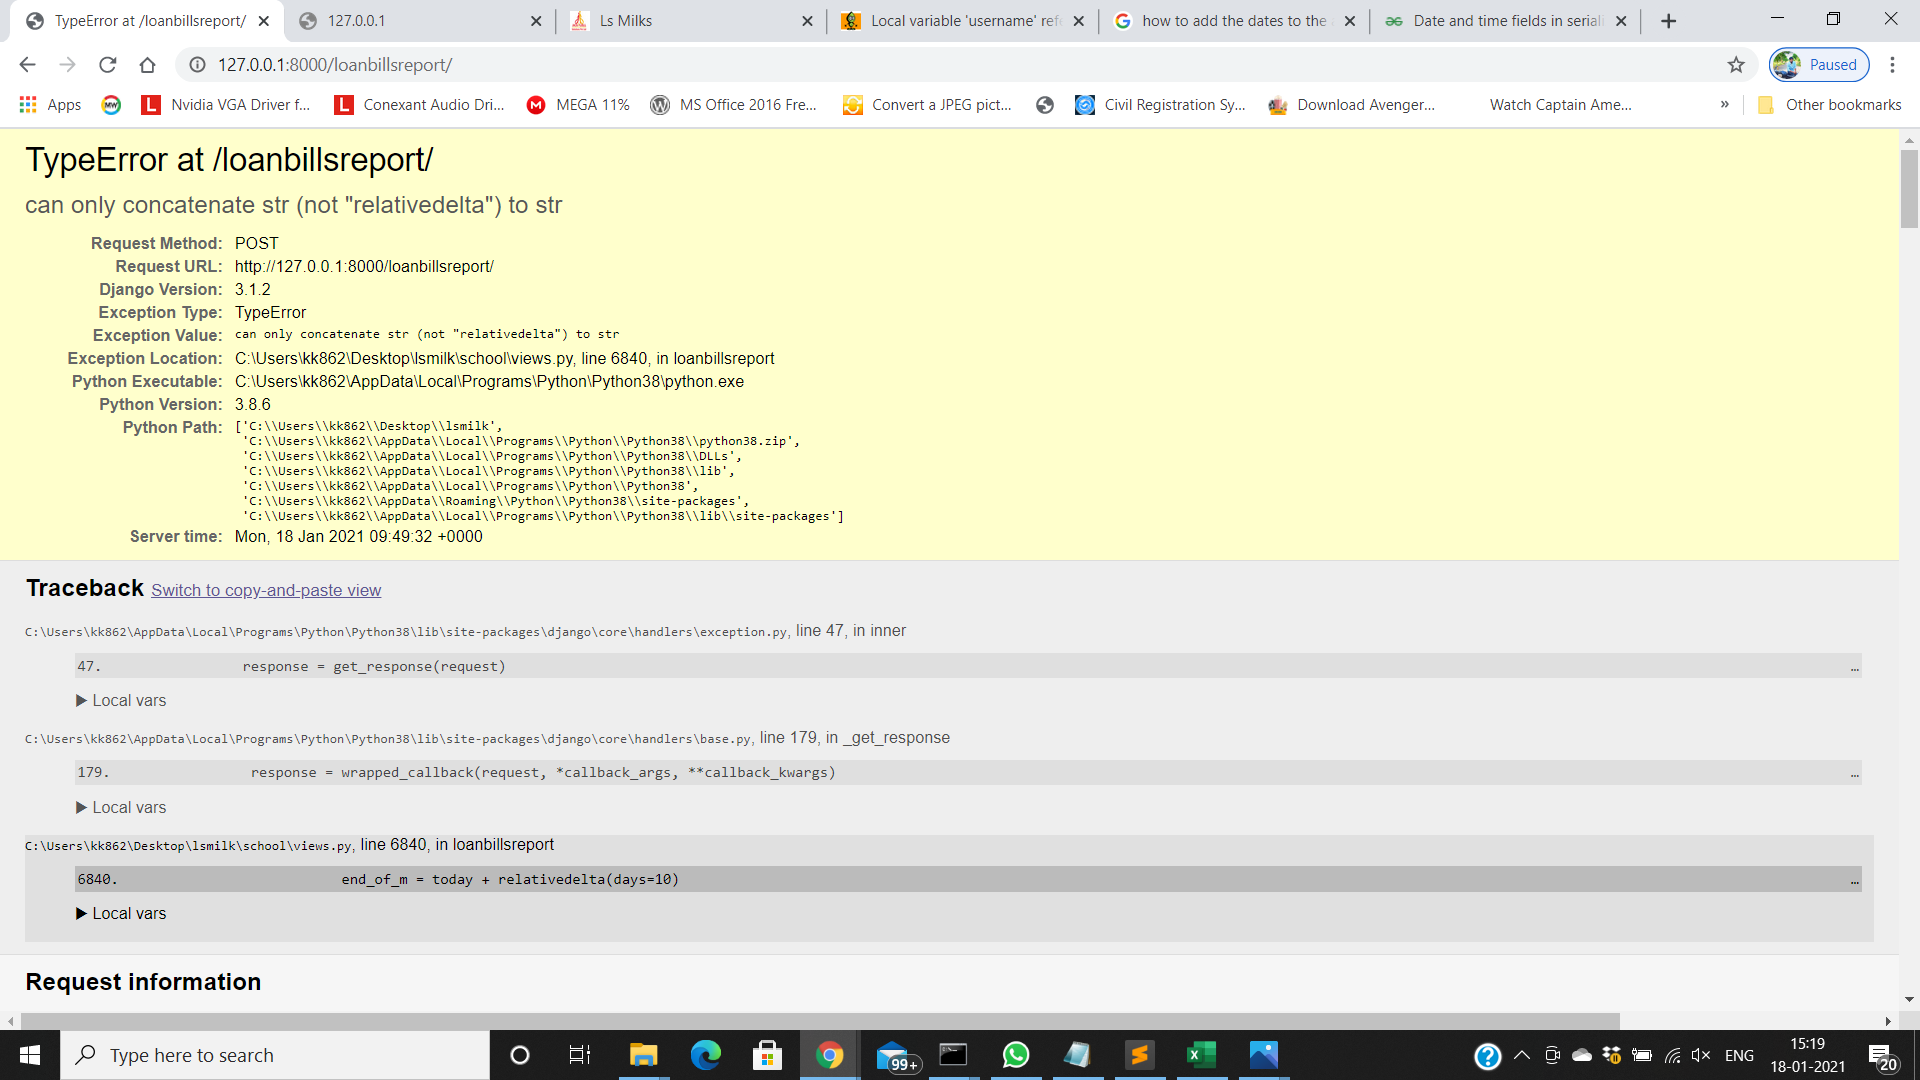 TypeError at /loanbillsreport/
127.0.0.1
Ls Milks
Local variable 'username' ref
how to add the dates to the
Date and time fields in seriali
127.0.0.1:8000/loanbillsreport/
Paused
Apps
MW
L
Nvidia VGA Driver f...
L
Conexant Audio Dri...
M
MEGA 11%
MS Office 2016 Fre...
Convert a JPEG pict...
Civil Registration Sy...
Download Avenger...
Watch Captain Ame...
»
Other bookmarks
TypeError at /loanbillsreport/
can only concatenate str (not "relativedelta") to str
Request Method: POST
Request URL: http://127.0.0.1:8000/loanbillsreport/
Django Version: 3.1.2
Exception Type: TypeError
Exception Value: can only concatenate str (not "relativedelta") to str
Exception Location: C:\Users\kk862\Desktop\lsmilk\school\views.py, line 6840, in loanbillsreport
Python Executable: C:\Users\kk862\AppData\Local\Programs\Python\Python38\python.exe
Python Version: 3.8.6
Python Path: ['C:\\Users\\kk862\\Desktop\\lsmilk',
'C:\\Users\\kk862\\AppData\\Local\\Programs\\Python\\Python38\\python38.zip',
'C:\\Users\\kk862\\AppData\\Local\\Programs\\Python\\Python38\\DLLs',
'C:\\Users\\kk862\\AppData\\Local\\Programs\\Python\\Python38\\lib',
'C:\\Users\\kk862\\AppData\\Local\\Programs\\Python\\Python38',
'C:\\Users\\kk862\\AppData\\Roaming\\Python\\Python38\\site-packages',
'C:\\Users\\kk862\\AppData\\Local\\Programs\\Python\\Python38\\lib\\site-packages']
Server time: Mon, 18 Jan 2021 09:49:32 +0000
Traceback Switch to copy-and-paste view
C:\Users\kk862\AppData\Local\Programs\Python\Python38\lib\site-packages\django\core\handlers\exception.py, line 47, in inner
47. response = get_response(request) …
▶ Local vars
C:\Users\kk862\AppData\Local\Programs\Python\Python38\lib\site-packages\django\core\handlers\base.py, line 179, in _get_response
179. response = wrapped_callback(request, *callback_args, **callback_kwargs) …
▶ Local vars
C:\Users\kk862\Desktop\lsmilk\school\views.py, line 6840, in loanbillsreport
6840. end_of_m = today + relativedelta(days=10) …
▶ Local vars
Request information
Type here to search
99+
ENG
15:19
18-01-2021
20